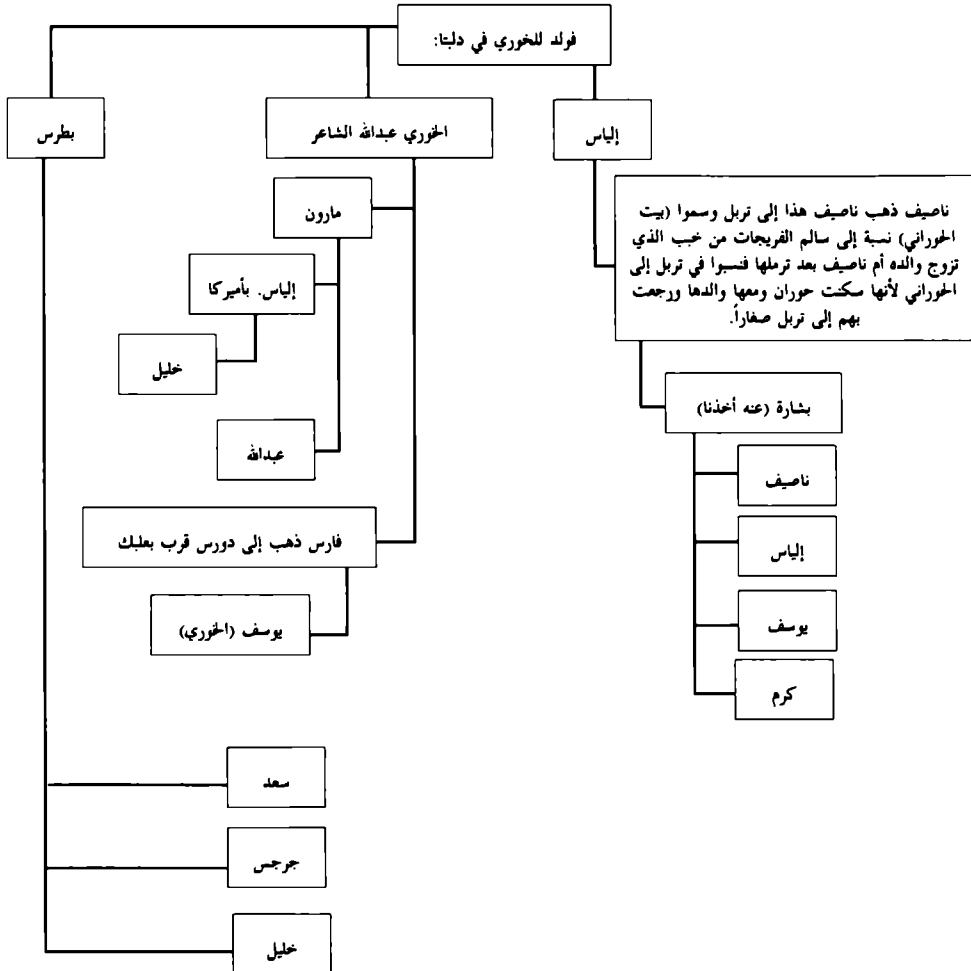 فولد للخوري في دلبتا:
إلياس
ناصيف ذهب ناصيف هذا إلى تربل وسموا (بيت
الحوراني) نسبة إلى سالم الفريجات من خبب الذي
تزوج والده أم ناصيف بعد ترملها فنسبوا في تربل إلى
الحوراني لأنها سكنت حوران ومعها والدها ورجعت
بهم إلى تربل صغاراً.
بشارة (عنه أخذنا)
ناصيف
إلياس
يوسف
كرم
الخوري عبدالله الشاعر
مارون
إلياس. بأميركا
خليل
عبدالله
فارس ذهب إلى دورس قرب بعلبك
يوسف (الخوري)
بطرس
سعد
جرجس
خليل